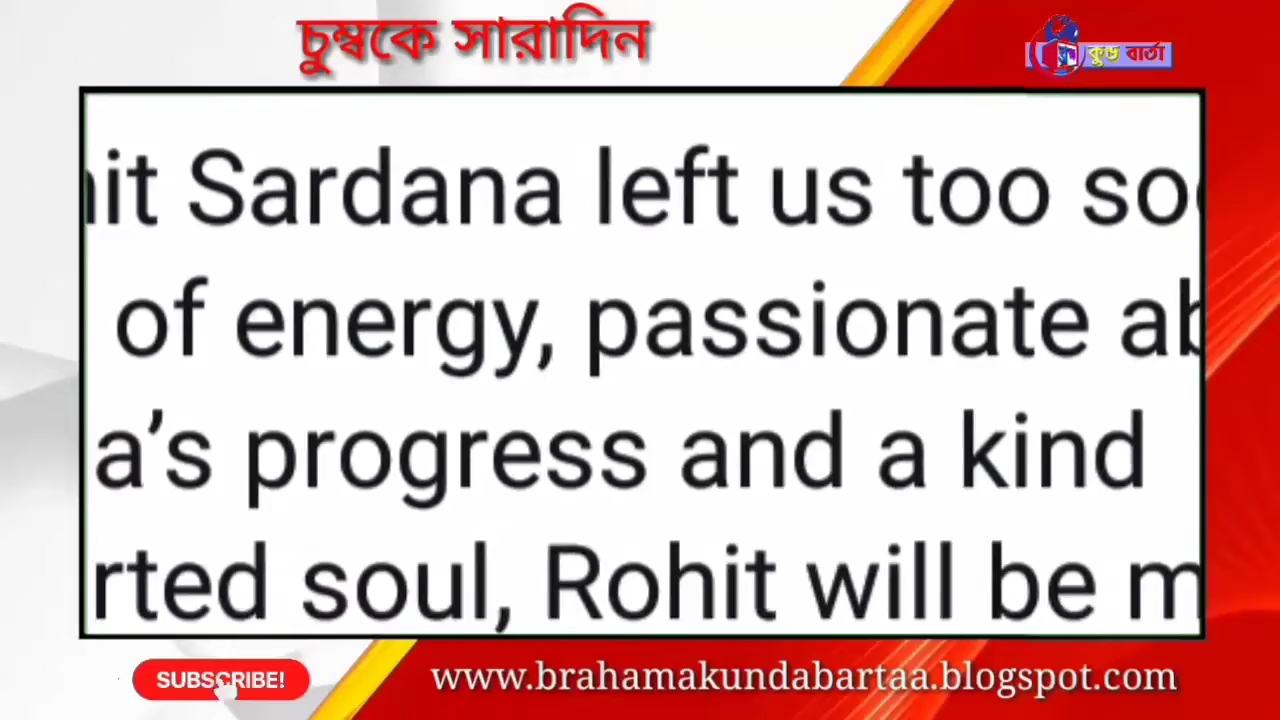 চুম্বকে সারাদিন
কুন্ড বার্তা
it Sardana left us too so
of energy, passionate ab
a's progress and a kind
rted soul, Rohit will be m
SUBSCRIBE!
www.brahamakundabartaa.blogspot.com